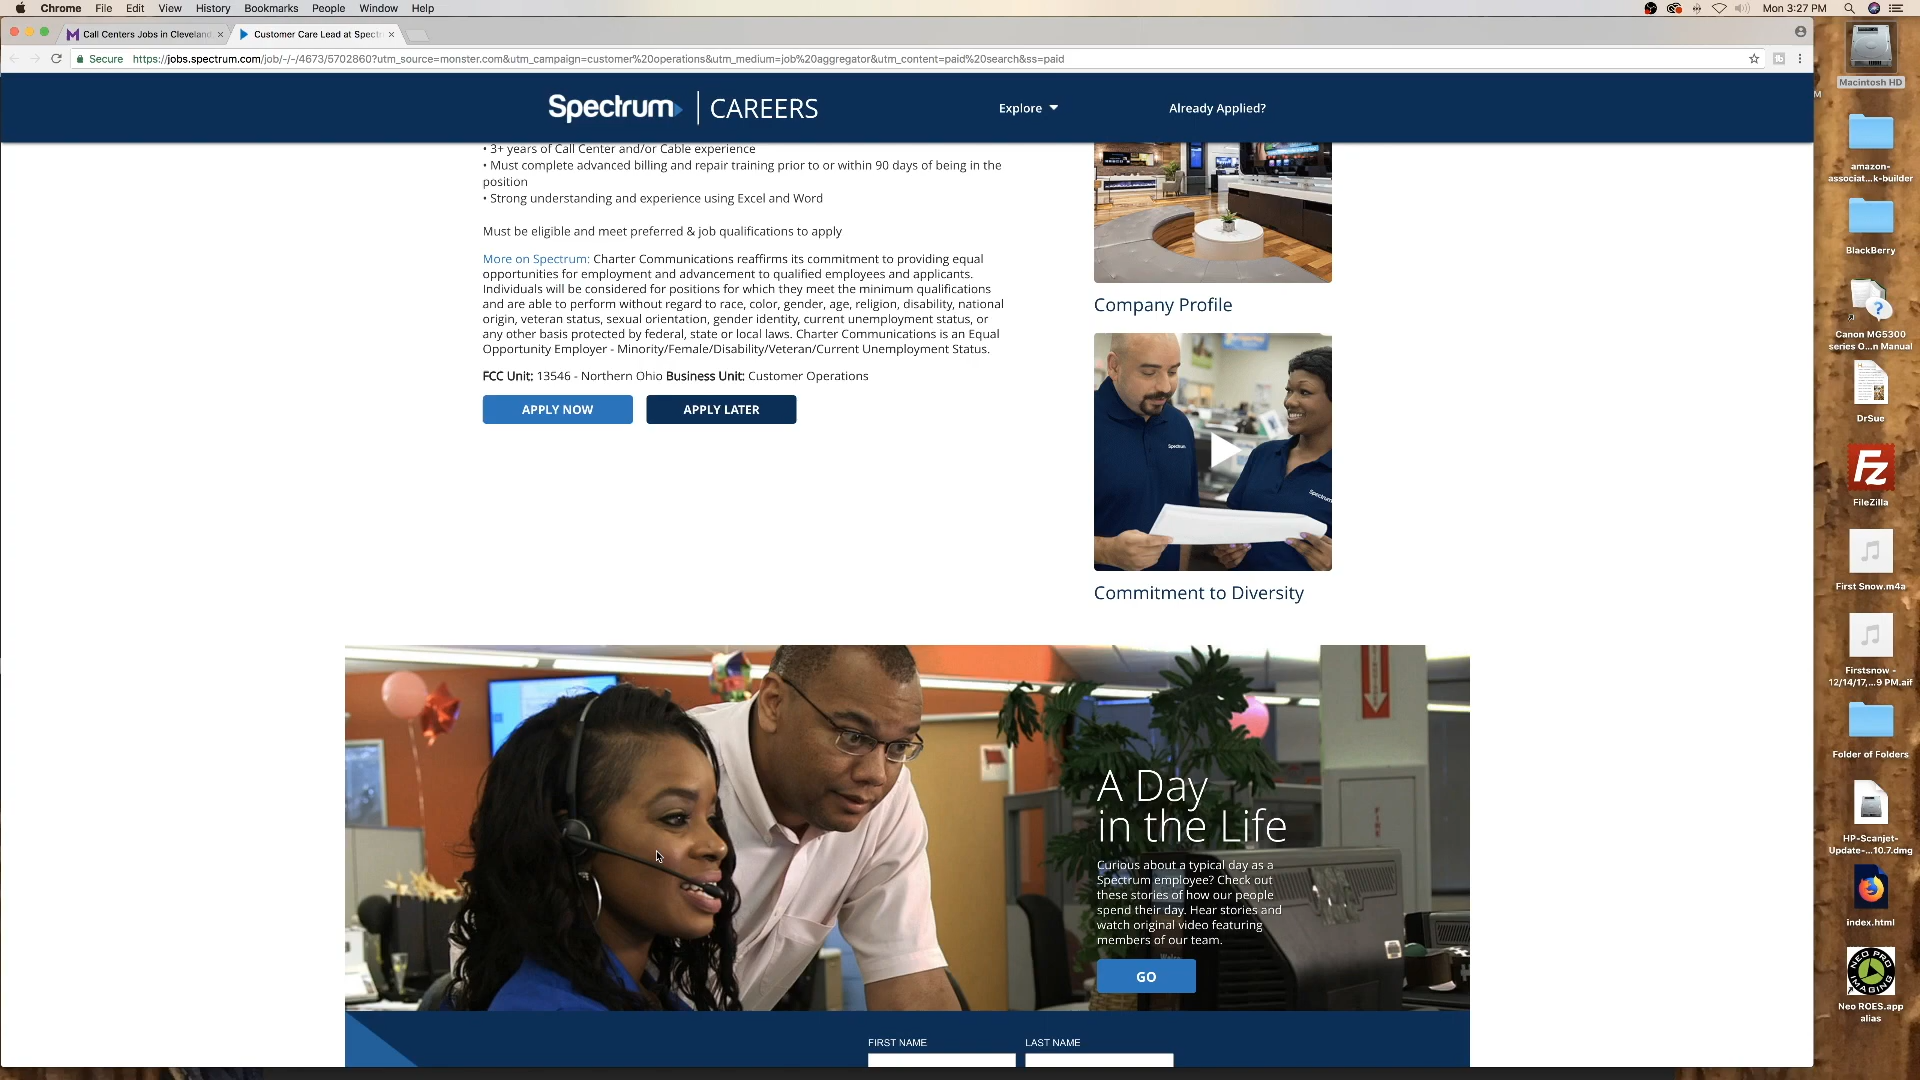 Chrome File Edit View History Bookmarks People Window Help Mon 3:27 PM
Call Centers Jobs in Cleveland
Customer Care Lead at Spectr
Secure https://jobs.spectrum.com/job/-/-/4673/5702860?utm_source=monster.com&utm_campaign=customer%20operations&utm_medium=job%20aggregator&utm_content=paid%20search&ss=paid
Spectrum CAREERS
Explore
Already Applied?
• 3+ years of Call Center and/or Cable experience
• Must complete advanced billing and repair training prior to or within 90 days of being in the
position
• Strong understanding and experience using Excel and Word
Must be eligible and meet preferred & job qualifications to apply
More on Spectrum: Charter Communications reaffirms its commitment to providing equal
opportunities for employment and advancement to qualified employees and applicants.
Individuals will be considered for positions for which they meet the minimum qualifications
and are able to perform without regard to race, color, gender, age, religion, disability, national
origin, veteran status, sexual orientation, gender identity, current unemployment status, or
any other basis protected by federal, state or local laws. Charter Communications is an Equal
Opportunity Employer - Minority/Female/Disability/Veteran/Current Unemployment Status.
FCC Unit: 13546 - Northern Ohio Business Unit: Customer Operations
APPLY NOW
APPLY LATER
Company Profile
Spectrum
Spectrum
Commitment to Diversity
A Day
in the Life
Curious about a typical day as a
Spectrum employee? Check out
these stories of how our people
spend their day. Hear stories and
watch original video featuring
members of our team.
GO
FIRST NAME
LAST NAME
Macintosh HD
M
amazon-
associat...k-builder
BlackBerry
Canon MG5300
series O...n Manual
DrSue
Fz
FileZilla
First Snow.m4a
Firstsnow -
12/14/17,...9 PM.aif
Folder of Folders
HP-Scanjet-
Update-...10.7.dmg
index.html
NEO PRO
IMAGING
Neo ROES.app
alias